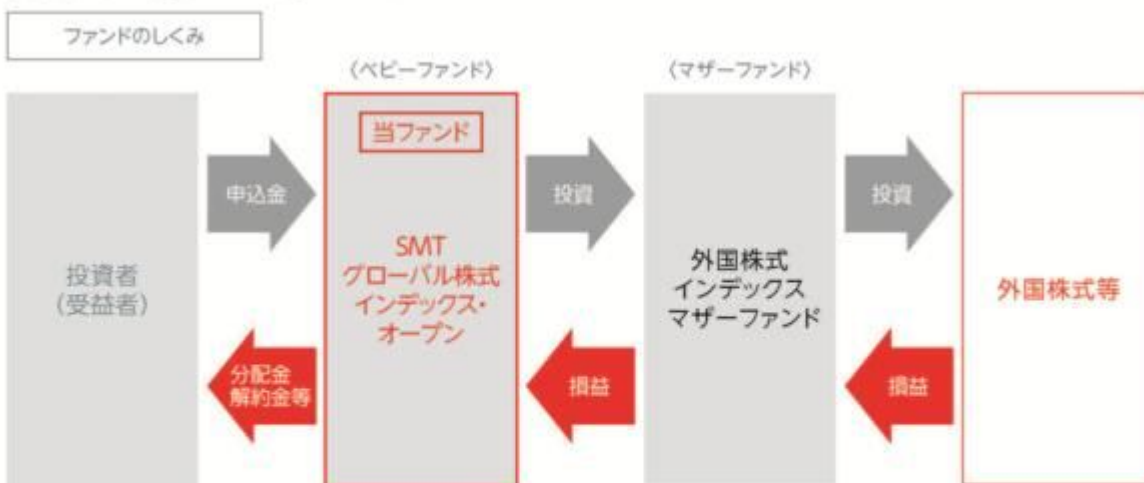 ファンドのしくみ
〈ベビーファンド〉
〈マザーファンド〉
投資者
（受益者）
申込金
分配金
解約金等
当ファンド
SMT
グローバル株式
インデックス・
オープン
投資
損益
外国株式
インデックス
マザーファンド
投資
損益
外国株式等